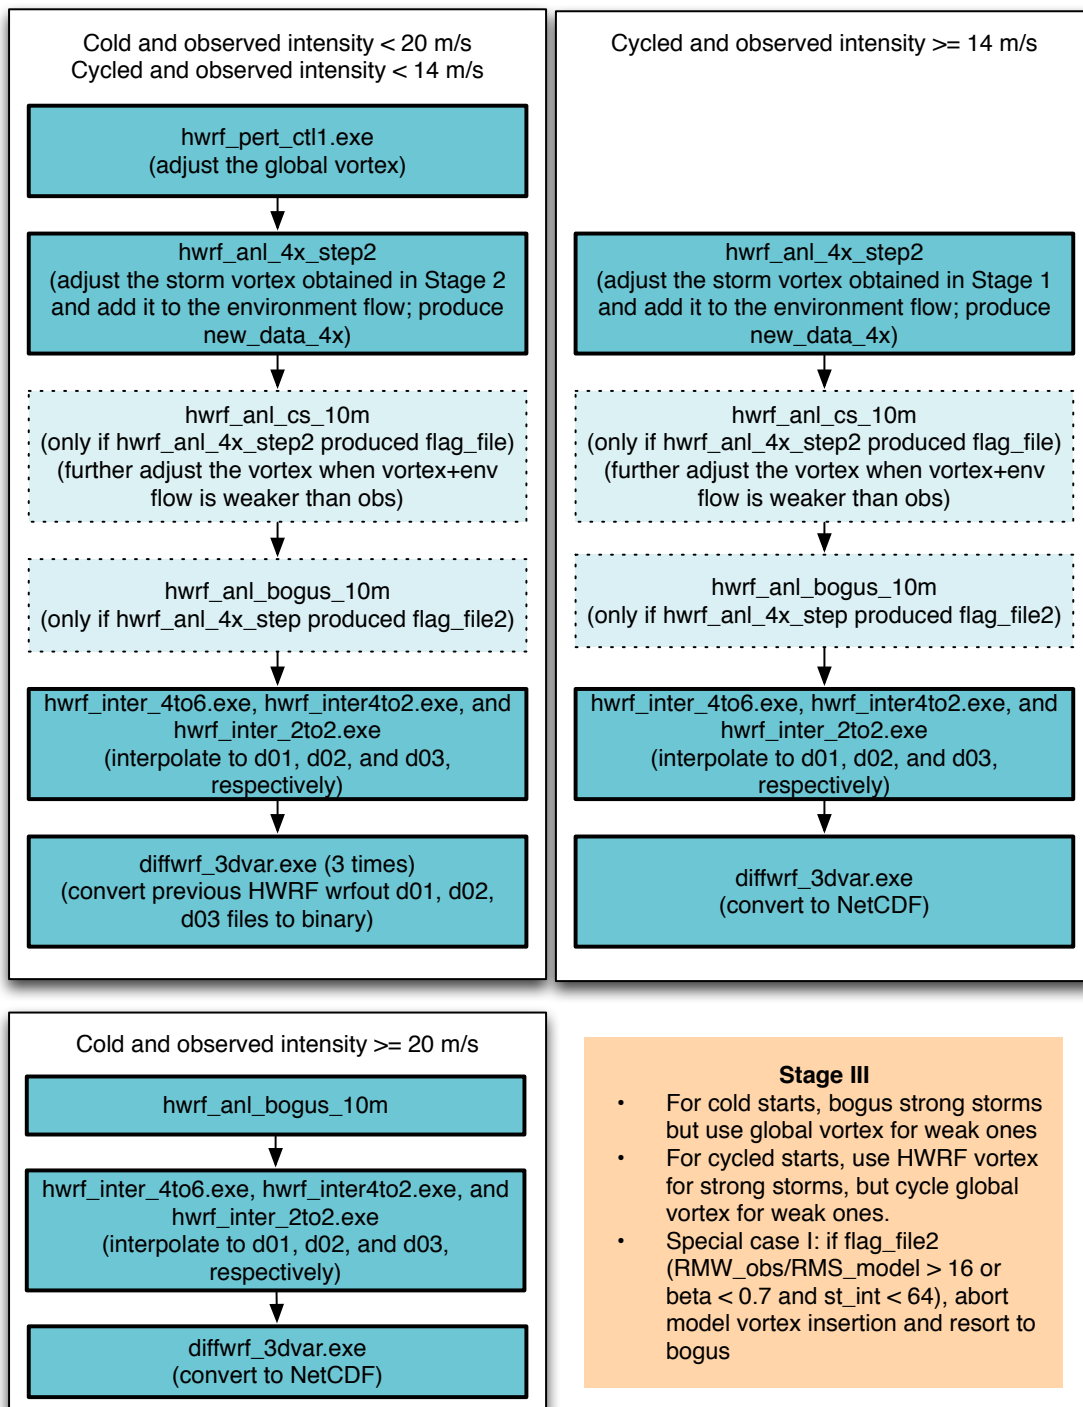 Cold and observed intensity < 20 m/s
Cycled and observed intensity < 14 m/s
hwrf_pert_ctl1.exe
(adjust the global vortex)
hwrf_anl_4x_step2
(adjust the storm vortex obtained in Stage 2
and add it to the environment flow; produce
new_data_4x)
hwrf_anl_cs_10m
(only if hwrf_anl_4x_step2 produced flag_file)
(further adjust the vortex when vortex+env
flow is weaker than obs)
hwrf_anl_bogus_10m
(only if hwrf_anl_4x_step produced flag_file2)
hwrf_inter_4to6.exe, hwrf_inter4to2.exe, and
hwrf_inter_2to2.exe
(interpolate to d01, d02, and d03,
respectively)
diffwrf_3dvar.exe (3 times)
(convert previous HWRF wrfout d01, d02,
d03 files to binary)
Cycled and observed intensity >= 14 m/s
hwrf_anl_4x_step2
(adjust the storm vortex obtained in Stage 1
and add it to the environment flow; produce
new_data_4x)
hwrf_anl_cs_10m
(only if hwrf_anl_4x_step2 produced flag_file)
(further adjust the vortex when vortex+env
flow is weaker than obs)
hwrf_anl_bogus_10m
(only if hwrf_anl_4x_step produced flag_file2)
hwrf_inter_4to6.exe, hwrf_inter4to2.exe, and
hwrf_inter_2to2.exe
(interpolate to d01, d02, and d03,
respectively)
diffwrf_3dvar.exe
(convert to NetCDF)
Cold and observed intensity >= 20 m/s
hwrf_anl_bogus_10m
hwrf_inter_4to6.exe, hwrf_inter4to2.exe, and
hwrf_inter_2to2.exe
(interpolate to d01, d02, and d03,
respectively)
diffwrf_3dvar.exe
(convert to NetCDF)
Stage III
• For cold starts, bogus strong storms
but use global vortex for weak ones
• For cycled starts, use HWRF vortex
for strong storms, but cycle global
vortex for weak ones.
• Special case I: if flag_file2
(RMW_obs/RMS_model > 16 or
beta < 0.7 and st_int < 64), abort
model vortex insertion and resort to
bogus